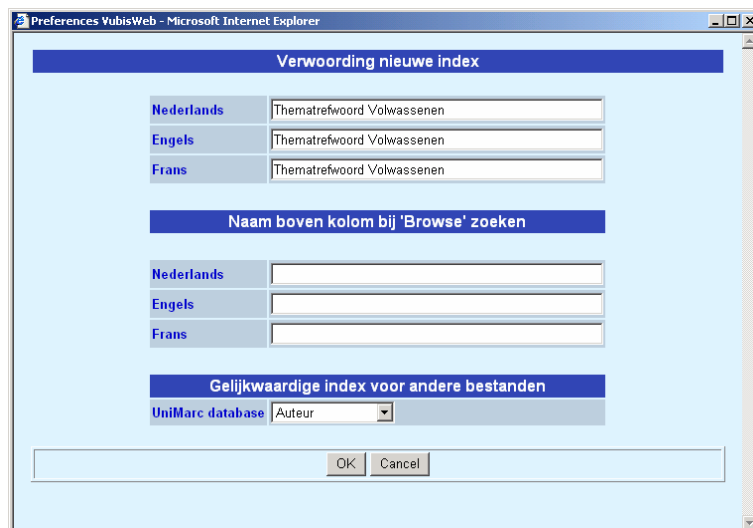 Preferences VubisWeb - Microsoft Internet Explorer
Verwoording nieuwe index
Nederlands Thematrefwoord Volwassenen
Engels Thematrefwoord Volwassenen
Frans Thematrefwoord Volwassenen
Naam boven kolom bij 'Browse' zoeken
Nederlands
Engels
Frans
Gelijkwaardige index voor andere bestanden
UniMarc database Auteur
OK Cancel